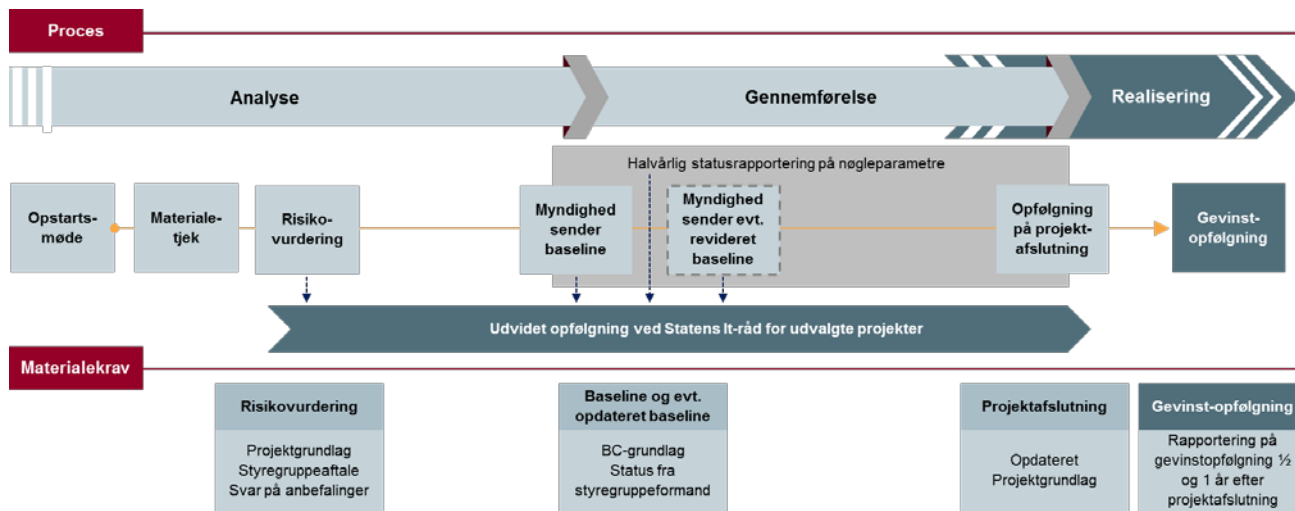 Proces
Analyse
Gennemførelse
Realisering
Halvårlig statusrapportering på nøgleparametre
Opstarts-
møde
Materiale-
tjek
Risiko-
vurdering
Myndighed
sender
baseline
Myndighed
sender evt.
revideret
baseline
Opfølgning
på projekt-
afslutning
Gevinst-
opfølgning
Udvidet opfølgning ved Statens It-råd for udvalgte projekter
Materialekrav
Risikovurdering
Projektgrundlag
Styregruppeaftale
Svar på anbefalinger
Baseline og evt.
opdateret baseline
BC-grundlag
Status fra
styregruppeformand
Projektafslutning
Opdateret
Projektgrundlag
Gevinst-opfølgning
Rapportering på
gevinstopfølgning ½
og 1 år efter
projektafslutning